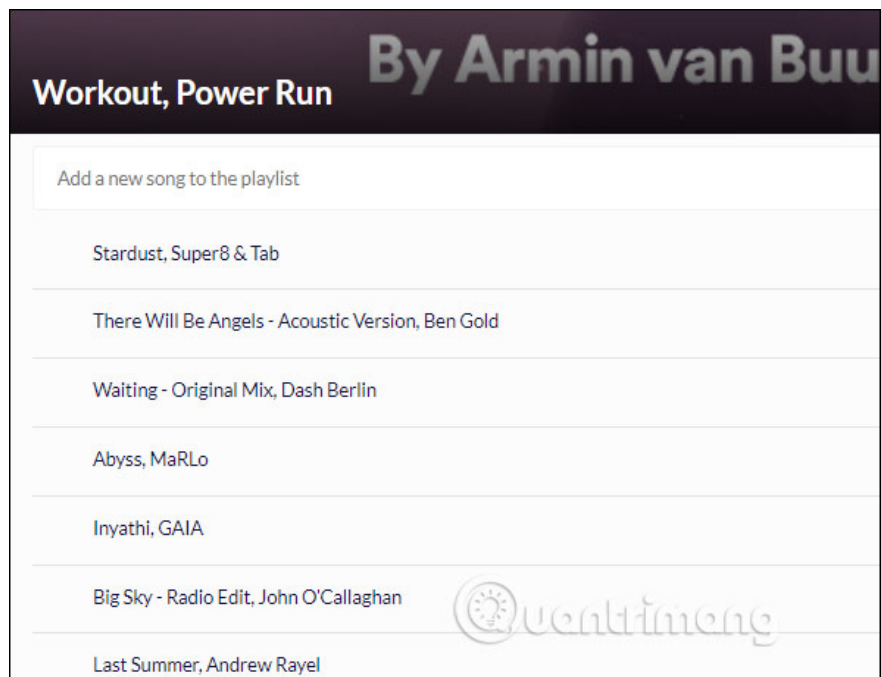 By Armin van Buu
Workout, Power Run
Add a new song to the playlist
Stardust, Super8 & Tab
There Will Be Angels - Acoustic Version, Ben Gold
Waiting - Original Mix, Dash Berlin
Abyss, MaRLo
Inyathi, GAIA
Big Sky - Radio Edit, John O'Callaghan
Quantrimang
Last Summer, Andrew Rayel